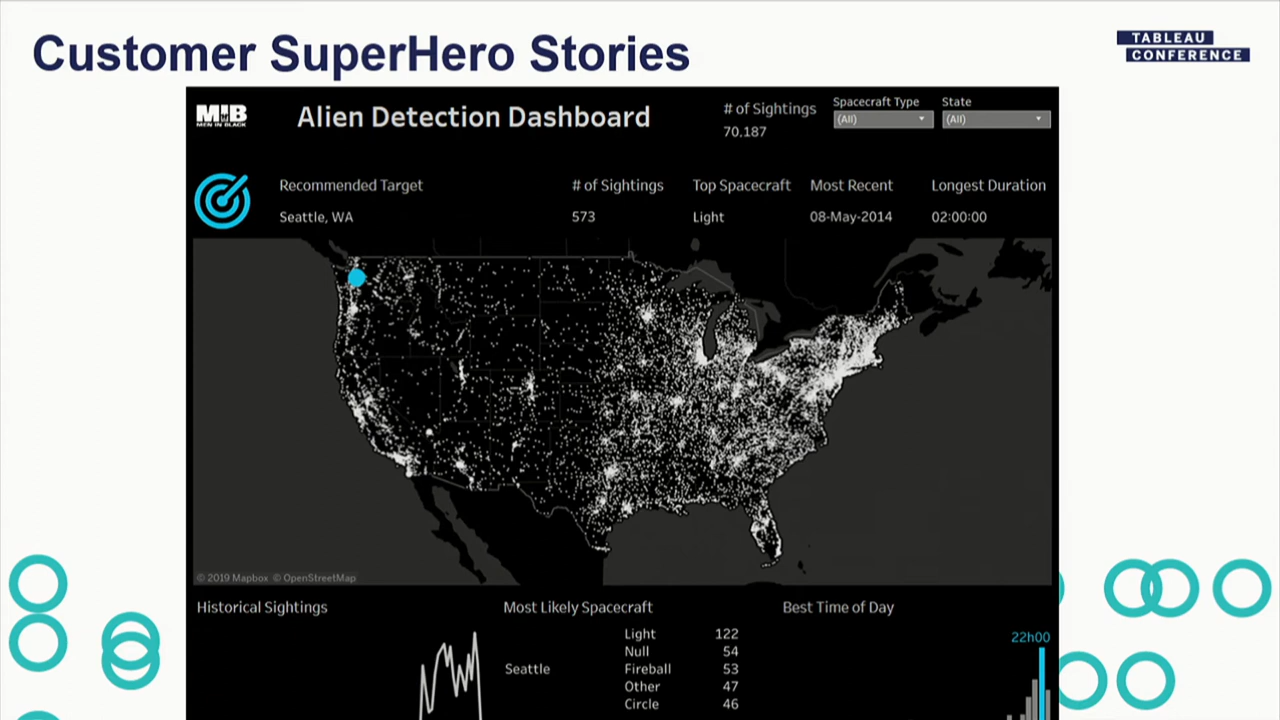 Customer SuperHero Stories
TABLEAU
CONFERENCE
MIB
MEN IN BLACK
Alien Detection Dashboard
# of Sightings
70,187
Spacecraft Type
(All)
State
(All)
Recommended Target
Seattle, WA
# of Sightings
573
Top Spacecraft
Light
Most Recent
08-May-2014
Longest Duration
02:00:00
© 2019 Mapbox © OpenStreetMap
Historical Sightings
Most Likely Spacecraft
Seattle
Light 122
Null 54
Fireball 53
Other 47
Circle 46
Best Time of Day
22h00